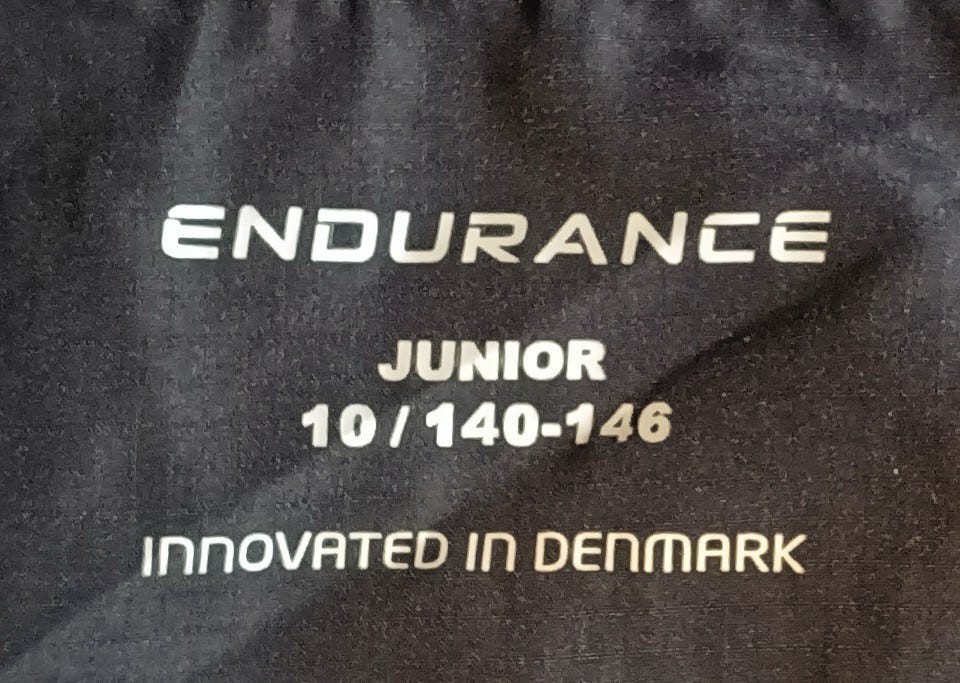 ENDURANCE
JUNIOR
10 / 140-146
INNOVATED IN DENMARK